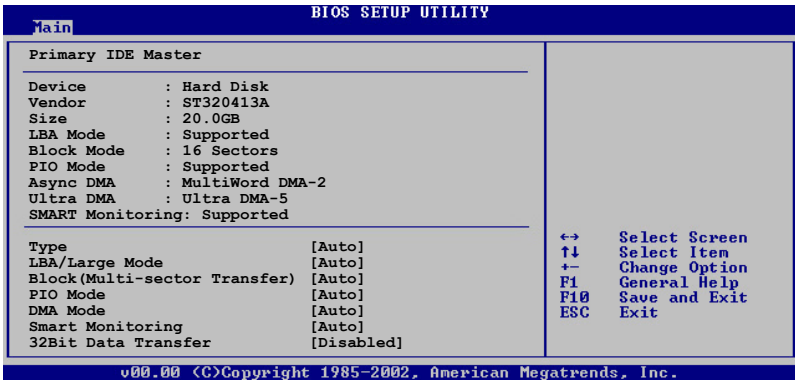 BIOS SETUP UTILITY
Main
Primary IDE Master
Device : Hard Disk
Vendor : ST320413A
Size : 20.0GB
LBA Mode : Supported
Block Mode : 16 Sectors
PIO Mode : Supported
Async DMA : MultiWord DMA-2
Ultra DMA : Ultra DMA-5
SMART Monitoring: Supported
Type [Auto]
LBA/Large Mode [Auto]
Block(Multi-sector Transfer) [Auto]
PIO Mode [Auto]
DMA Mode [Auto]
Smart Monitoring [Auto]
32Bit Data Transfer [Disabled]
←→ Select Screen
↑↓ Select Item
+- Change Option
F1 General Help
F10 Save and Exit
ESC Exit
v00.00 (C)Copyright 1985-2002, American Megatrends, Inc.